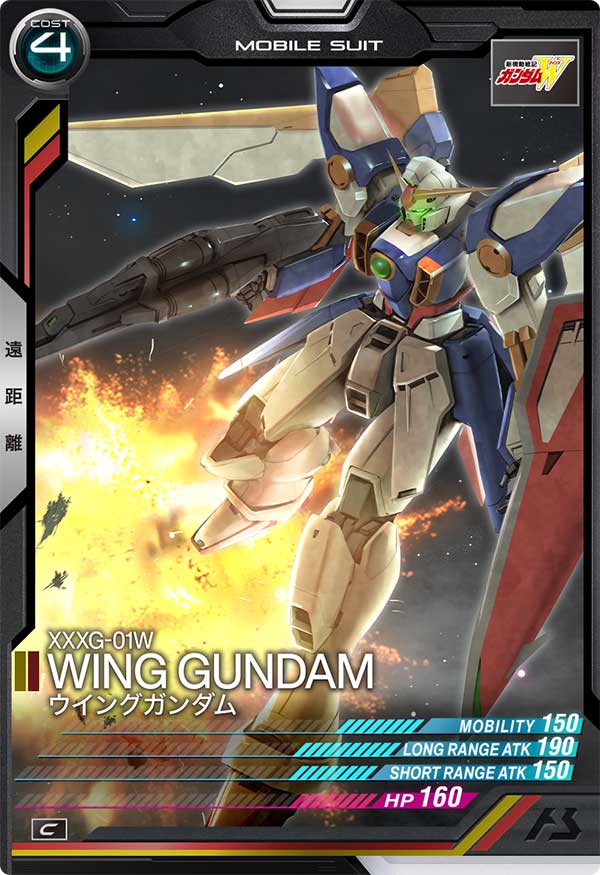 COST
4
MOBILE SUIT
新機動戦記
ガンダムW
遠距離
XXXG-01W
WING GUNDAM
ウイングガンダム
MOBILITY 150
LONG RANGE ATK 190
SHORT RANGE ATK 150
HP 160
C